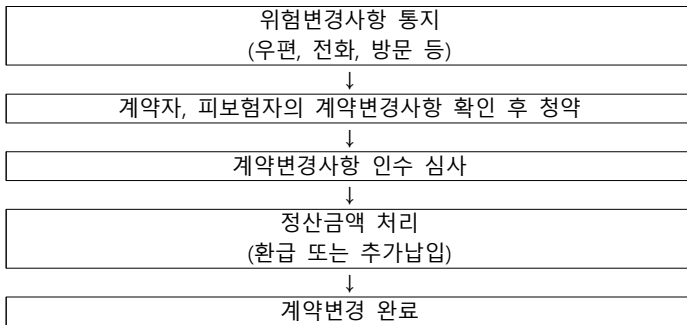 위험변경사항 통지
(우편, 전화, 방문 등)
↓
계약자, 피보험자의 계약변경사항 확인 후 청약
↓
계약변경사항 인수 심사
↓
정산금액 처리
(환급 또는 추가납입)
↓
계약변경 완료